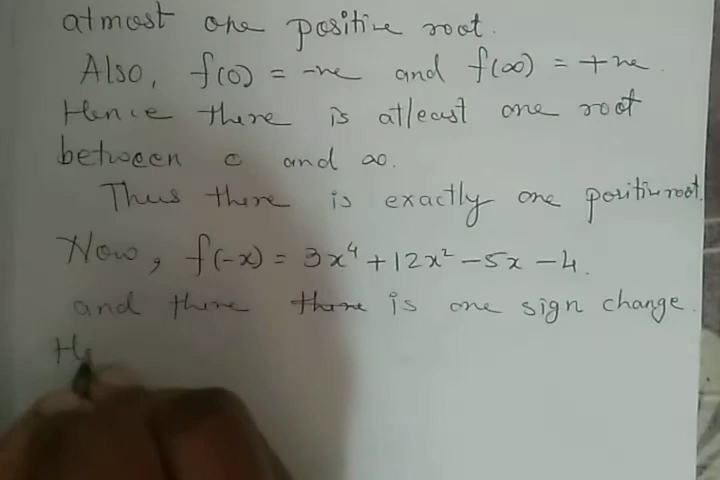 atmost one positive root.
Also, f(0) = -ve and f(∞) = +ve.
Hence there is atleast one root
between 0 and ∞.
Thus there is exactly one positive root.
Now, f(-x) = 3x⁴ + 12x² - 5x - 4.
and there there is one sign change.
He